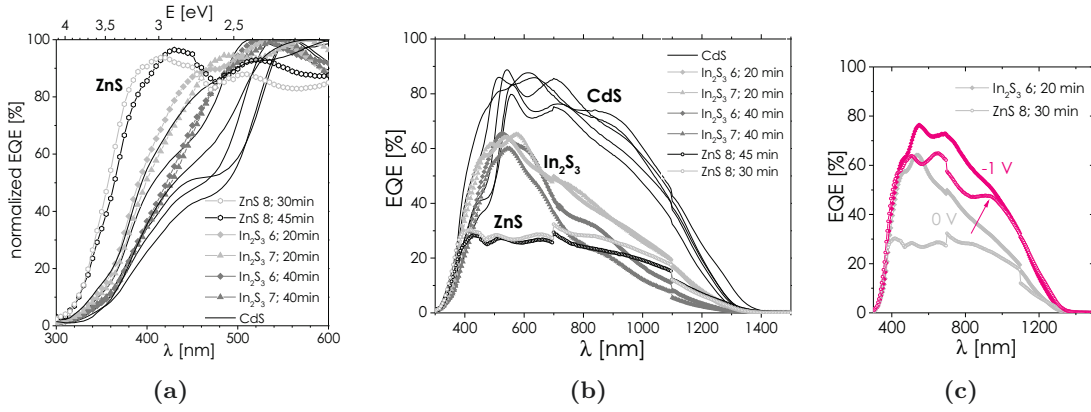 E [eV]
4 3,5 3 2,5
100
80
60
40
20
0
normalized EQE [%]
ZnS
ZnS 8; 30min
ZnS 8; 45min
In2S3 6; 20min
In2S3 7; 20min
In2S3 6; 40min
In2S3 7; 40min
CdS
300 400 500 600
λ [nm]
(a)
100
80
60
40
20
0
EQE [%]
CdS
In2S3 6; 20 min
In2S3 7; 20 min
In2S3 6; 40 min
In2S3 7; 40 min
ZnS 8; 45 min
ZnS 8; 30 min
CdS
In2S3
ZnS
400 600 800 1000 1200 1400
λ [nm]
(b)
100
80
60
40
20
0
EQE [%]
In2S3 6; 20 min
ZnS 8; 30 min
-1 V
0 V
400 600 800 1000 1200
λ [nm]
(c)